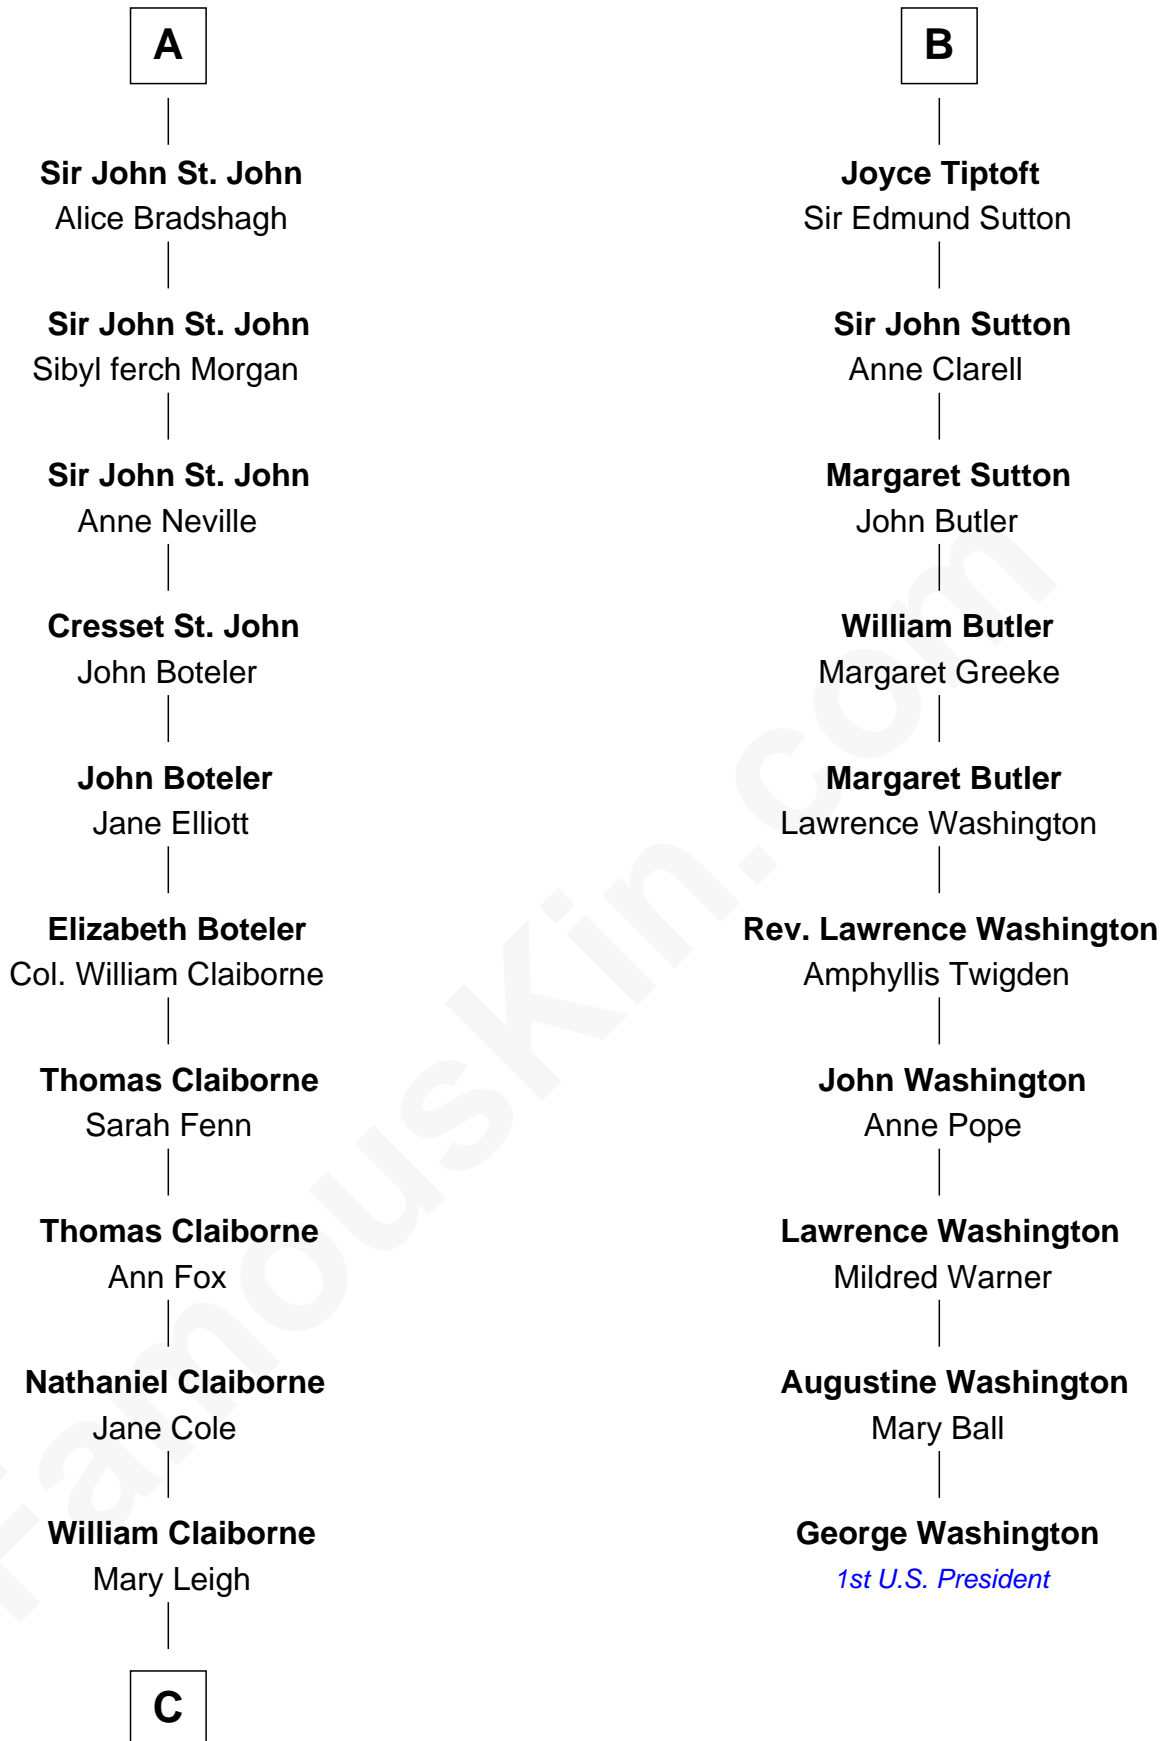 A
Sir John St. John
Alice Bradshagh
Sir John St. John
Sibyl ferch Morgan
Sir John St. John
Anne Neville
Cresset St. John
John Boteler
John Boteler
Jane Elliott
Elizabeth Boteler
Col. William Claiborne
Thomas Claiborne
Sarah Fenn
Thomas Claiborne
Ann Fox
Nathaniel Claiborne
Jane Cole
William Claiborne
Mary Leigh
C
B
Joyce Tiptoft
Sir Edmund Sutton
Sir John Sutton
Anne Clarell
Margaret Sutton
John Butler
William Butler
Margaret Greeke
Margaret Butler
Lawrence Washington
Rev. Lawrence Washington
Amphyllis Twigden
John Washington
Anne Pope
Lawrence Washington
Mildred Warner
Augustine Washington
Mary Ball
George Washington
1st U.S. President
FamousKin.com